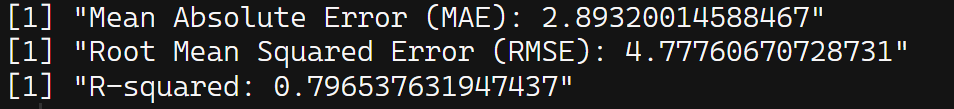 [1] "Mean Absolute Error (MAE): 2.89320014588467"
[1] "Root Mean Squared Error (RMSE): 4.77760670728731"
[1] "R-squared: 0.796537631947437"